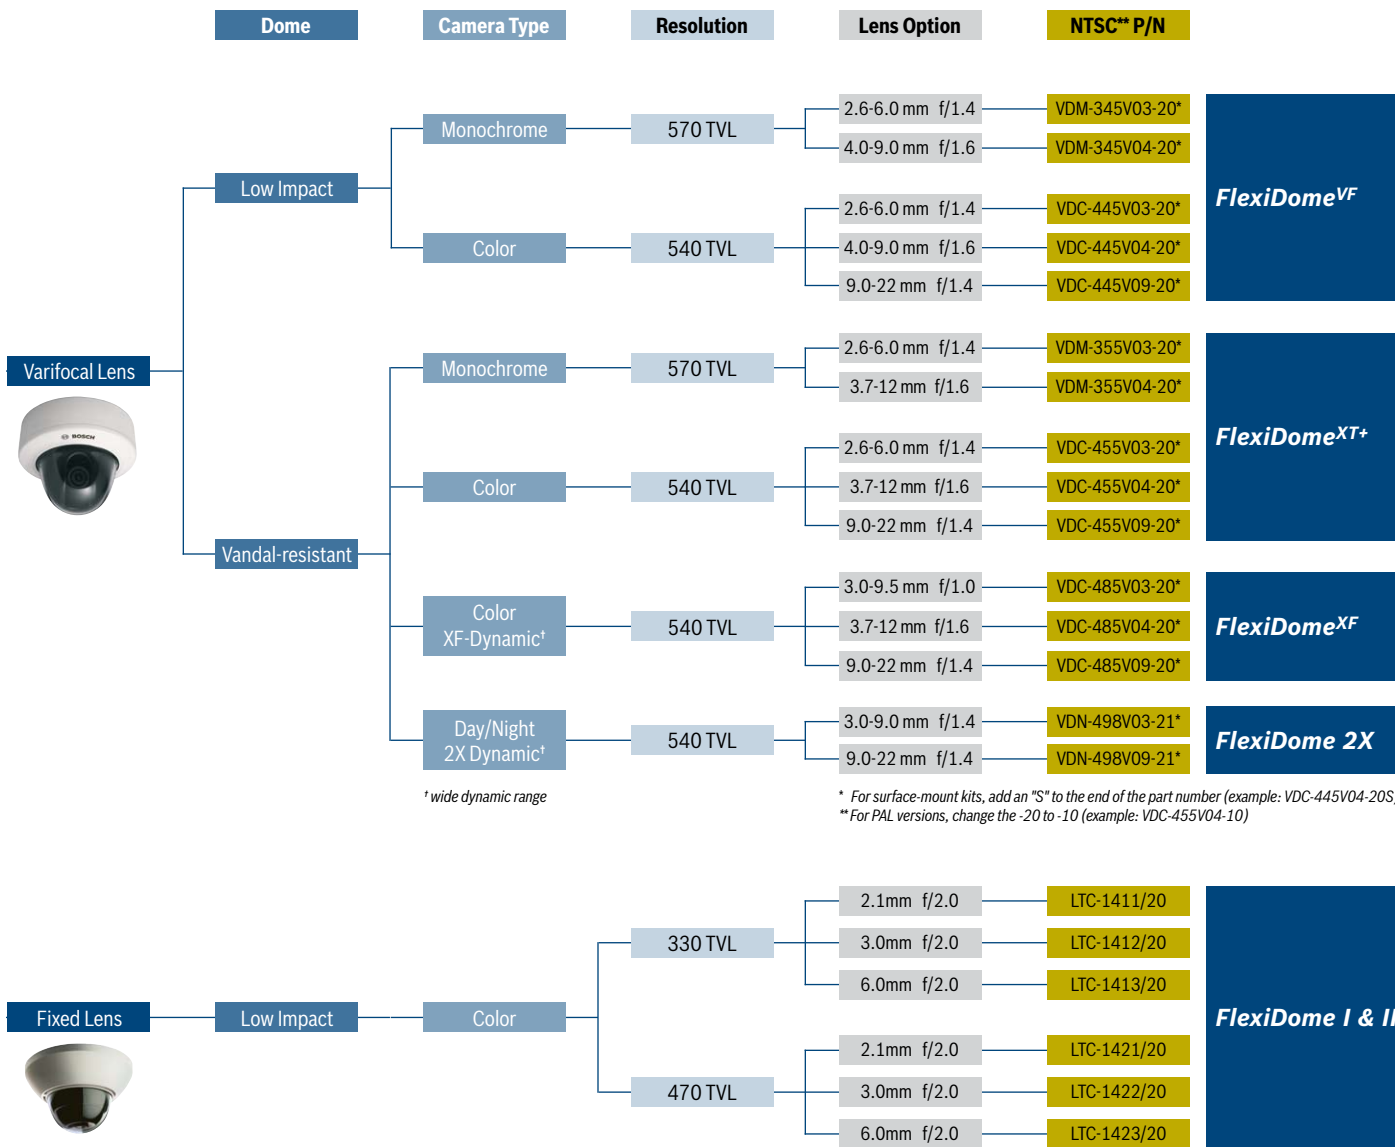 Dome Camera Type Resolution Lens Option NTSC** P/N
2.6-6.0 mm f/1.4 VDM-345V03-20*
Monochrome 570 TVL
4.0-9.0 mm f/1.6 VDM-345V04-20*
Low Impact
FlexiDomeVF
2.6-6.0 mm f/1.4 VDC-445V03-20*
Color 540 TVL 4.0-9.0 mm f/1.6 VDC-445V04-20*
9.0-22 mm f/1.4 VDC-445V09-20*
Varifocal Lens
BOSCH
2.6-6.0 mm f/1.4 VDM-355V03-20*
Monochrome 570 TVL
3.7-12 mm f/1.6 VDM-355V04-20*
FlexiDomeXT+
2.6-6.0 mm f/1.4 VDC-455V03-20*
Color 540 TVL 3.7-12 mm f/1.6 VDC-455V04-20*
9.0-22 mm f/1.4 VDC-455V09-20*
Vandal-resistant
3.0-9.5 mm f/1.0 VDC-485V03-20*
Color
XF-Dynamic† 540 TVL 3.7-12 mm f/1.6 VDC-485V04-20* FlexiDomeXF
9.0-22 mm f/1.4 VDC-485V09-20*
3.0-9.0 mm f/1.4 VDN-498V03-21*
Day/Night
2X Dynamic† 540 TVL FlexiDome 2X
9.0-22 mm f/1.4 VDN-498V09-21*
† wide dynamic range
* For surface-mount kits, add an "S" to the end of the part number (example: VDC-445V04-20S)
** For PAL versions, change the -20 to -10 (example: VDC-455V04-10)
2.1mm f/2.0 LTC-1411/20
330 TVL 3.0mm f/2.0 LTC-1412/20
6.0mm f/2.0 LTC-1413/20
Fixed Lens Low Impact Color FlexiDome I & II
2.1mm f/2.0 LTC-1421/20
470 TVL 3.0mm f/2.0 LTC-1422/20
6.0mm f/2.0 LTC-1423/20